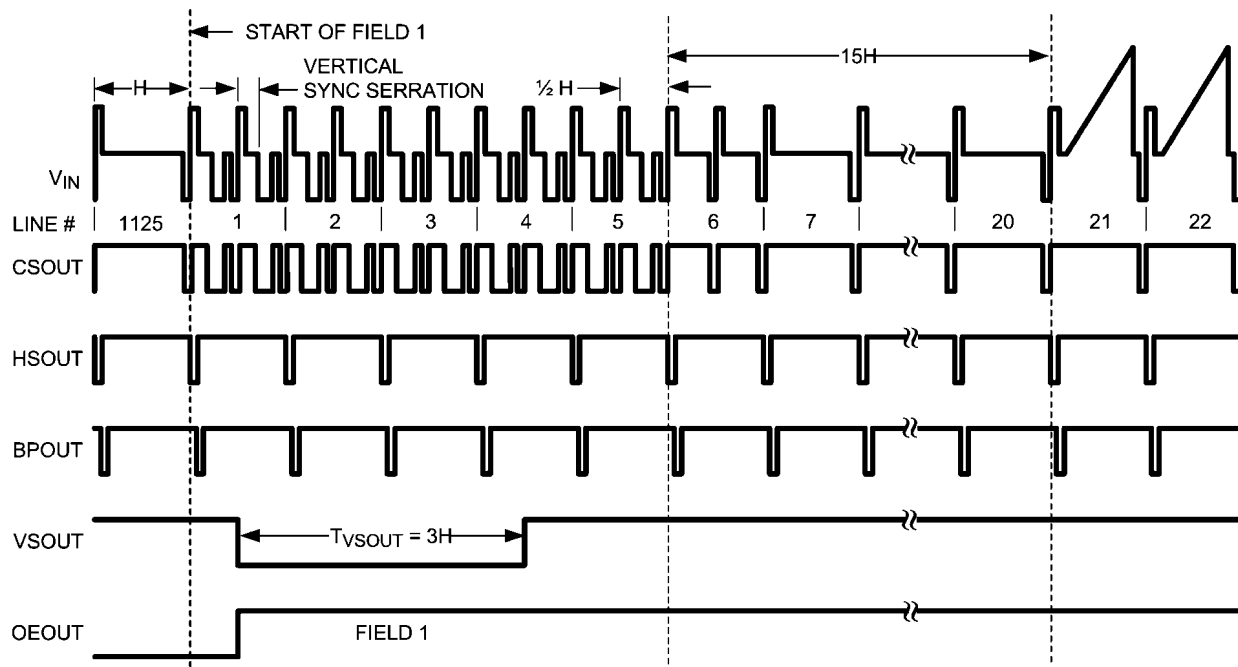 START OF FIELD 1
15H
H
VERTICAL
SYNC SERRATION
½ H
VIN
LINE # 1125 1 2 3 4 5 6 7 20 21 22
CSOUT
HSOUT
BPOUT
VSOUT
TVSOUT = 3H
OEOUT
FIELD 1